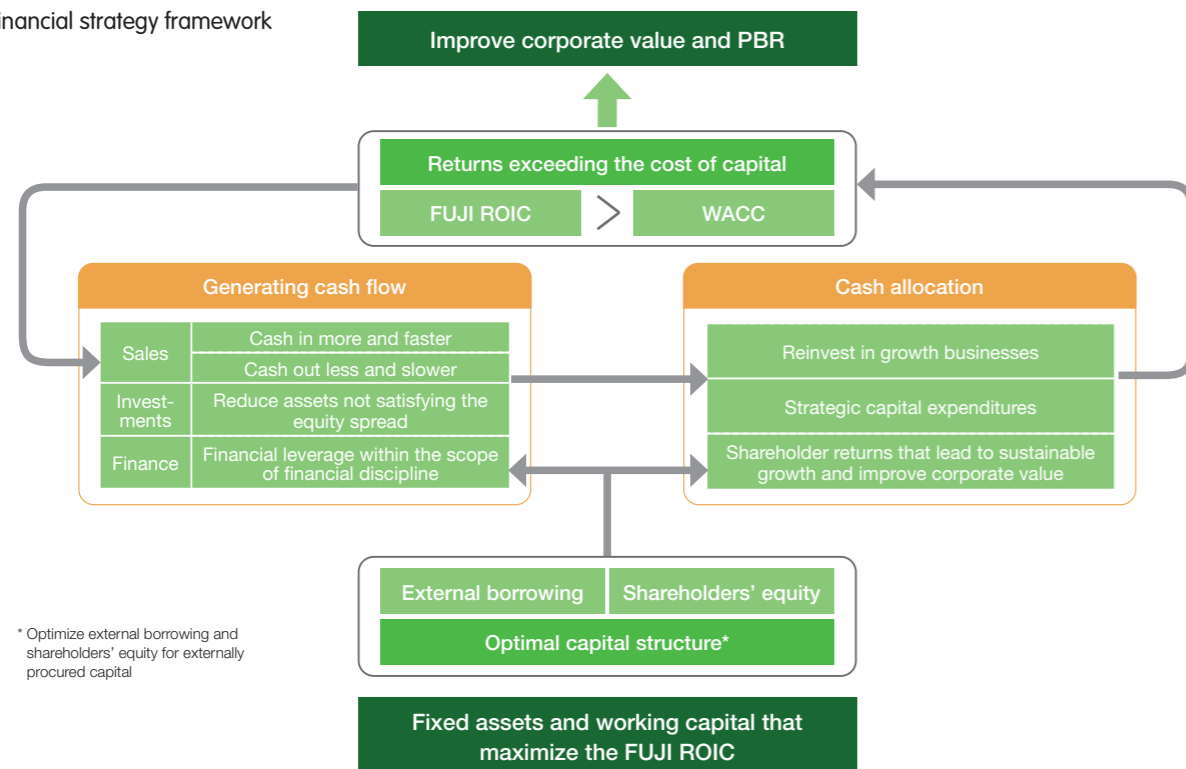 inancial strategy framework
Improve corporate value and PBR
Returns exceeding the cost of capital
FUJI ROIC
>
WACC
Generating cash flow
Sales
Cash in more and faster
Cash out less and slower
Invest-
ments
Reduce assets not satisfying the
equity spread
Finance
Financial leverage within the scope
of financial discipline
Cash allocation
Reinvest in growth businesses
Strategic capital expenditures
Shareholder returns that lead to sustainable
growth and improve corporate value
External borrowing
Shareholders’ equity
Optimal capital structure*
* Optimize external borrowing and
shareholders’ equity for externally
procured capital
Fixed assets and working capital that
maximize the FUJI ROIC